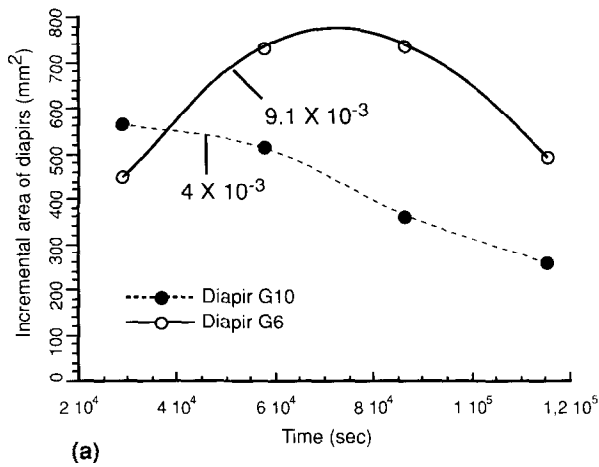 Incremental area of diapirs (mm²)
800
700
600
500
400
300
200
100
0
9.1 X 10⁻³
4 X 10⁻³
Diapir G10
Diapir G6
2 10⁴ 4 10⁴ 6 10⁴ 8 10⁴ 1 10⁵ 1,2 10⁵
Time (sec)
(a)